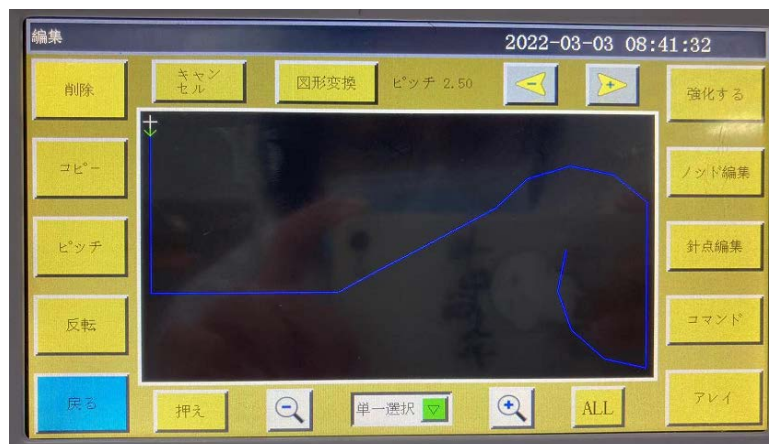 編集
2022-03-03 08:41:32
削除
キャン
セル
図形変換
ピッチ 2.50
-
+
強化する
コピー
ノッド編集
ピッチ
針点編集
反転
コマンド
戻る
押え
単一選択
ALL
アレイ